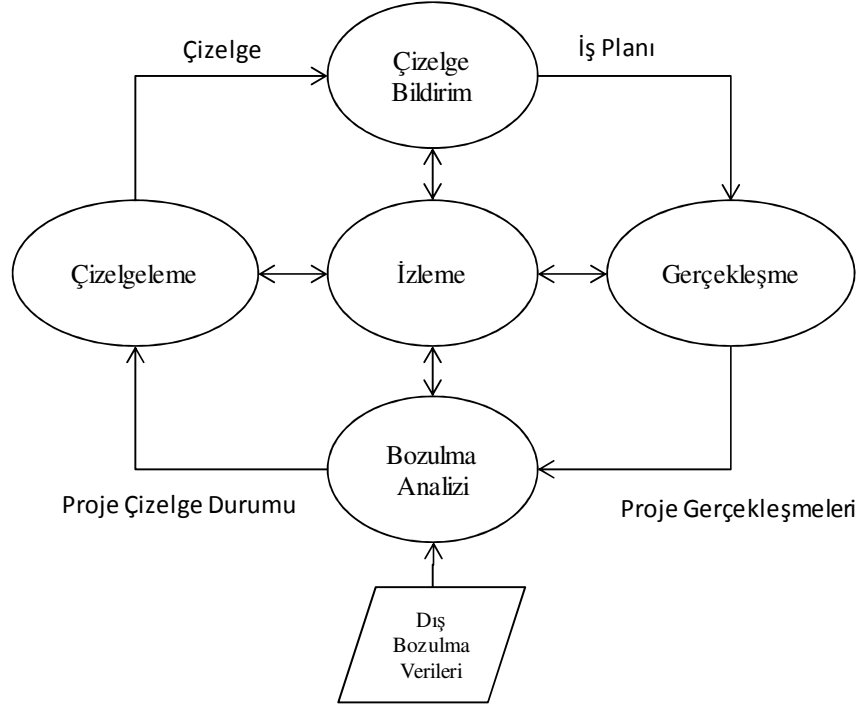 Çizelge
İş Planı
Çizelge
Bildirim
Çizelgeleme
İzleme
Gerçekleşme
Bozulma
Analizi
Proje Çizelge Durumu
Proje Gerçekleşmeleri
Dış
Bozulma
Verileri